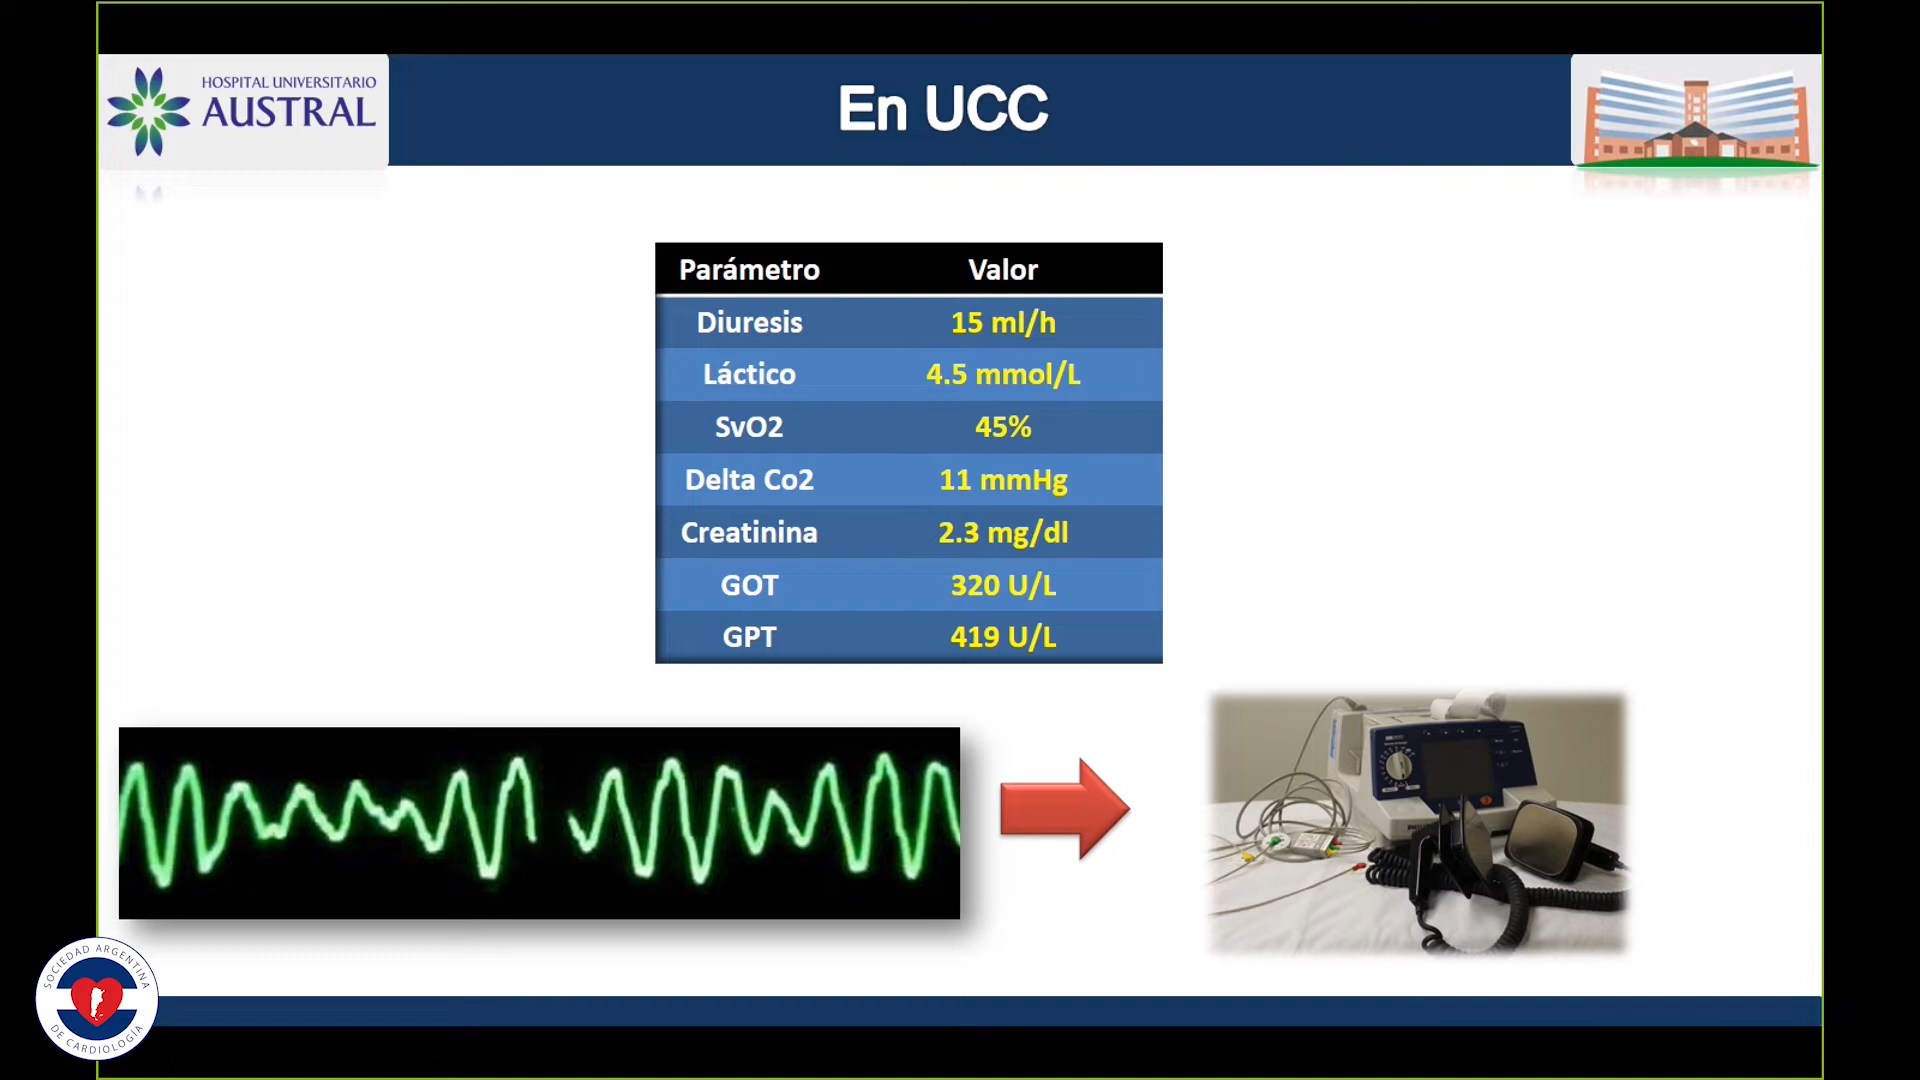 HOSPITAL UNIVERSITARIO
AUSTRAL
En UCC
Parámetro Valor
Diuresis 15 ml/h
Láctico 4.5 mmol/L
SvO2 45%
Delta Co2 11 mmHg
Creatinina 2.3 mg/dl
GOT 320 U/L
GPT 419 U/L
SOCIEDAD ARGENTINA
DE CARDIOLOGÍA